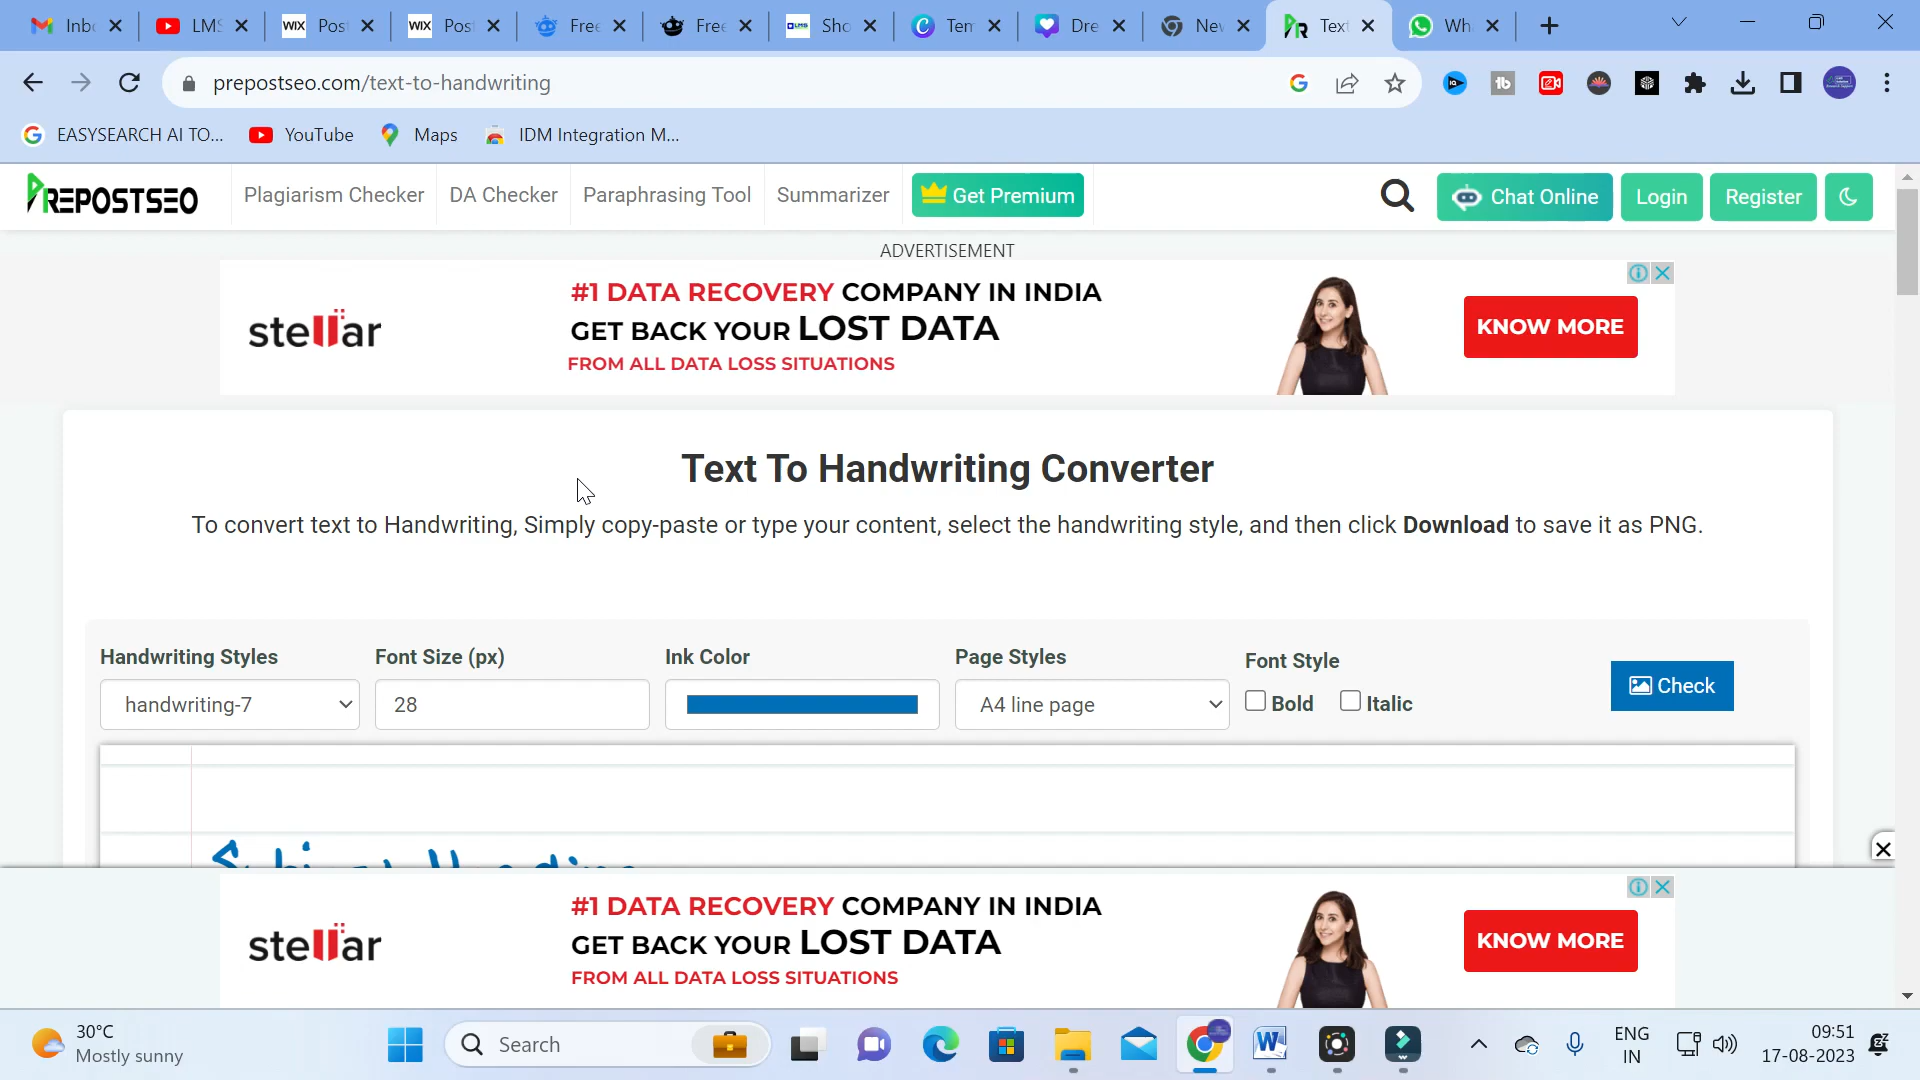 Inbo LMS Post Post Free Free Sho Tem Dre New Text Wha
prepostseo.com/text-to-handwriting
EASYSEARCH AI TO... YouTube Maps IDM Integration M...
PREPOSTSEO Plagiarism Checker DA Checker Paraphrasing Tool Summarizer Get Premium Chat Online Login Register
ADVERTISEMENT
stellar
#1 DATA RECOVERY COMPANY IN INDIA
GET BACK YOUR LOST DATA
FROM ALL DATA LOSS SITUATIONS
KNOW MORE
Text To Handwriting Converter
To convert text to Handwriting, Simply copy-paste or type your content, select the handwriting style, and then click Download to save it as PNG.
Handwriting Styles Font Size (px) Ink Color Page Styles Font Style
handwriting-7 28 A4 line page Bold Italic Check
Subject Heading
stellar
#1 DATA RECOVERY COMPANY IN INDIA
GET BACK YOUR LOST DATA
FROM ALL DATA LOSS SITUATIONS
KNOW MORE
30°C
Mostly sunny
Search
ENG
IN
09:51
17-08-2023